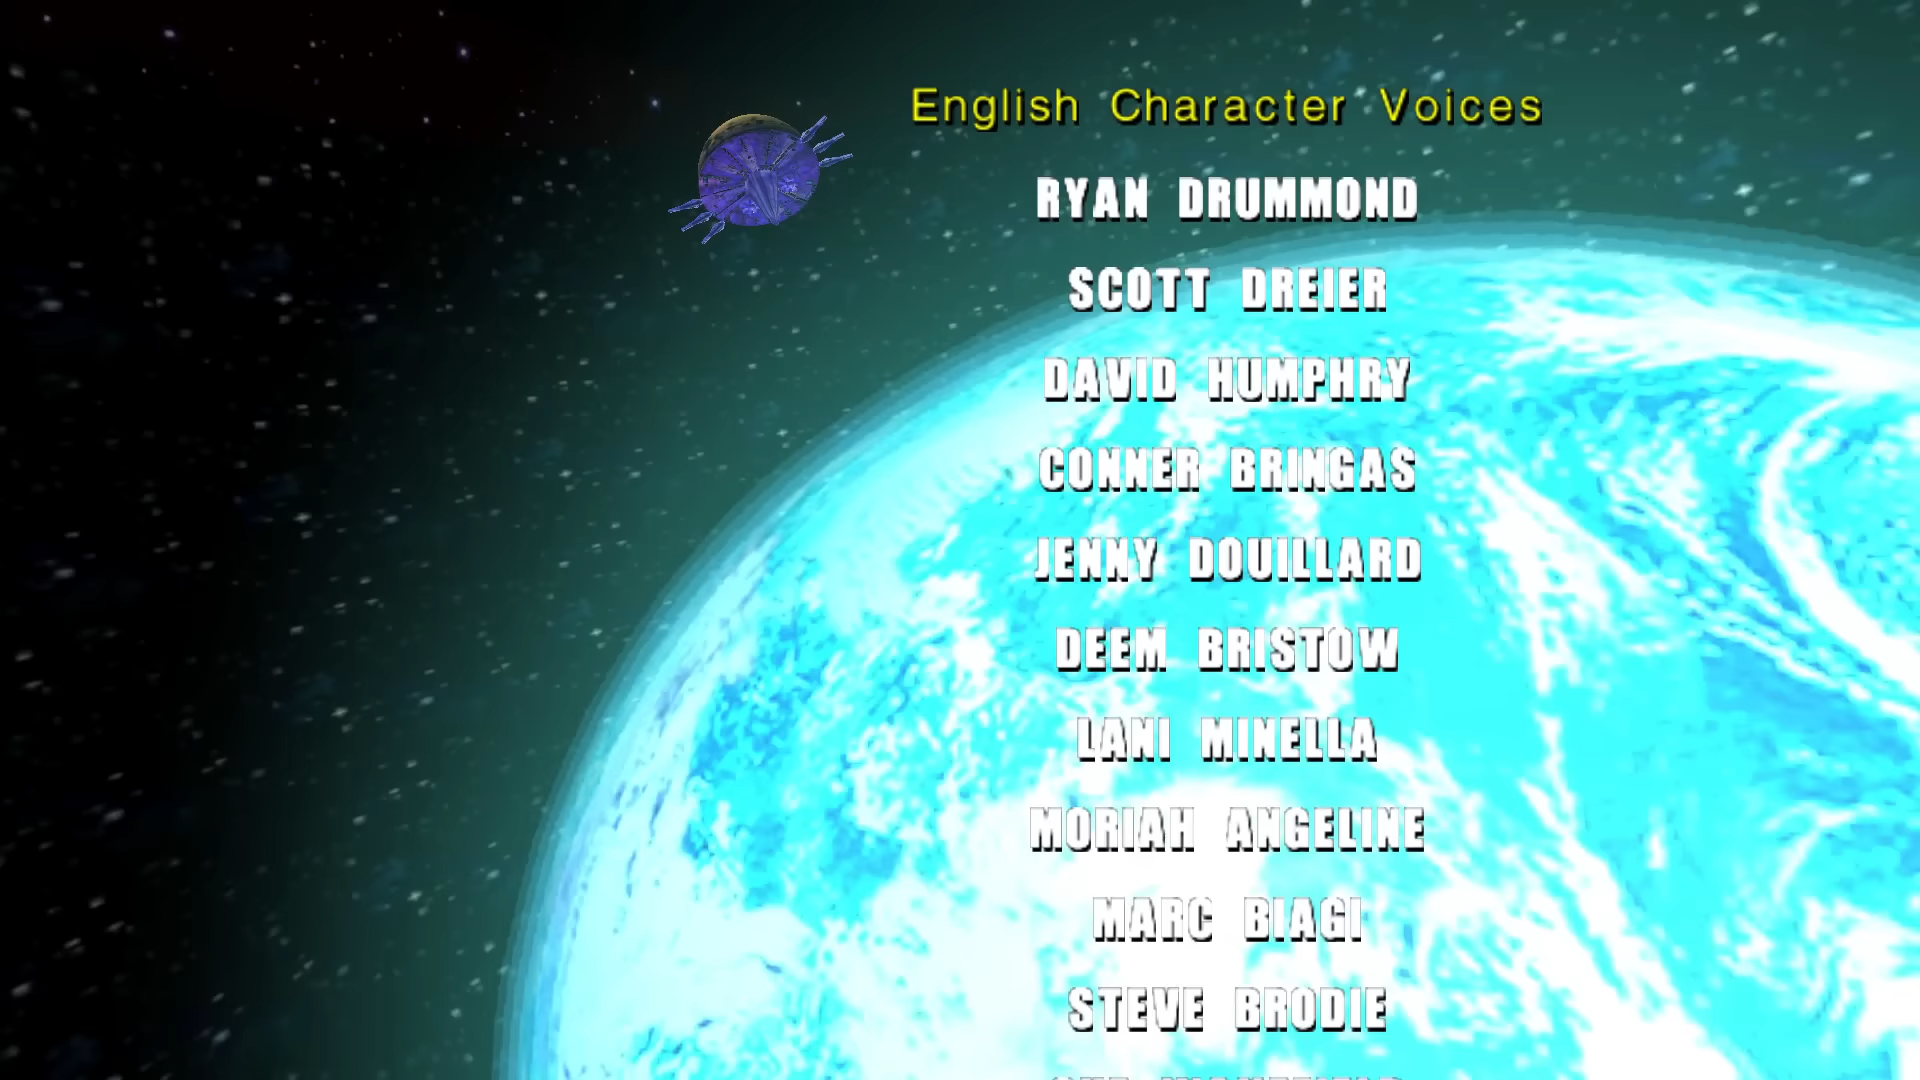 English Character Voices
RYAN DRUMMOND
SCOTT DREIER
DAVID HUMPHRY
CONNER BRINGAS
JENNY DOUILLARD
DEEM BRISTOW
LANI MINELLA
MORIAH ANGELINE
MARC BIAGI
STEVE BRODIE